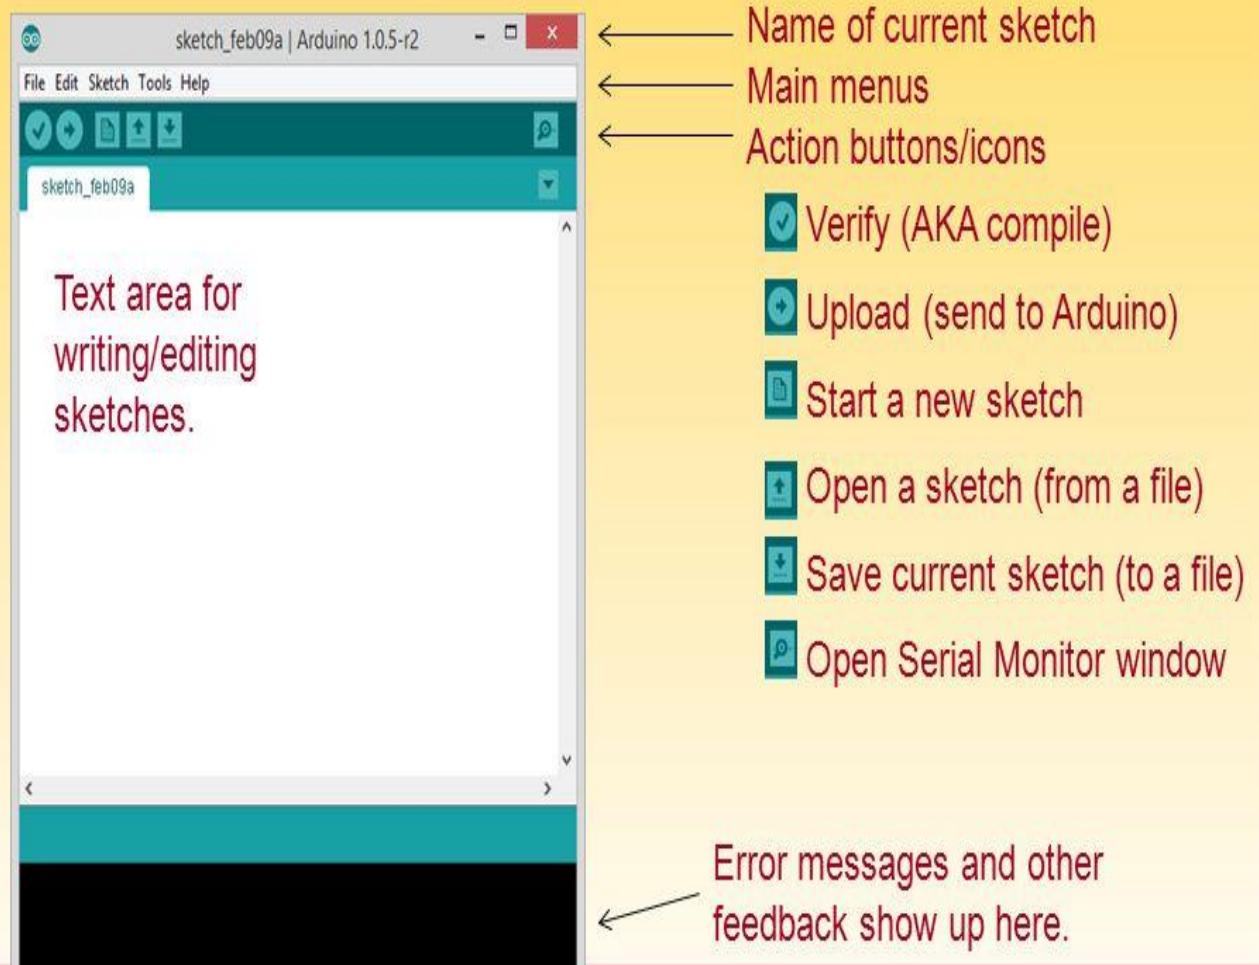 sketch_feb09a | Arduino 1.0.5-r2
File Edit Sketch Tools Help
sketch_feb09a
Text area for
writing/editing
sketches.
Name of current sketch
Main menus
Action buttons/icons
Verify (AKA compile)
Upload (send to Arduino)
Start a new sketch
Open a sketch (from a file)
Save current sketch (to a file)
Open Serial Monitor window
Error messages and other
feedback show up here.